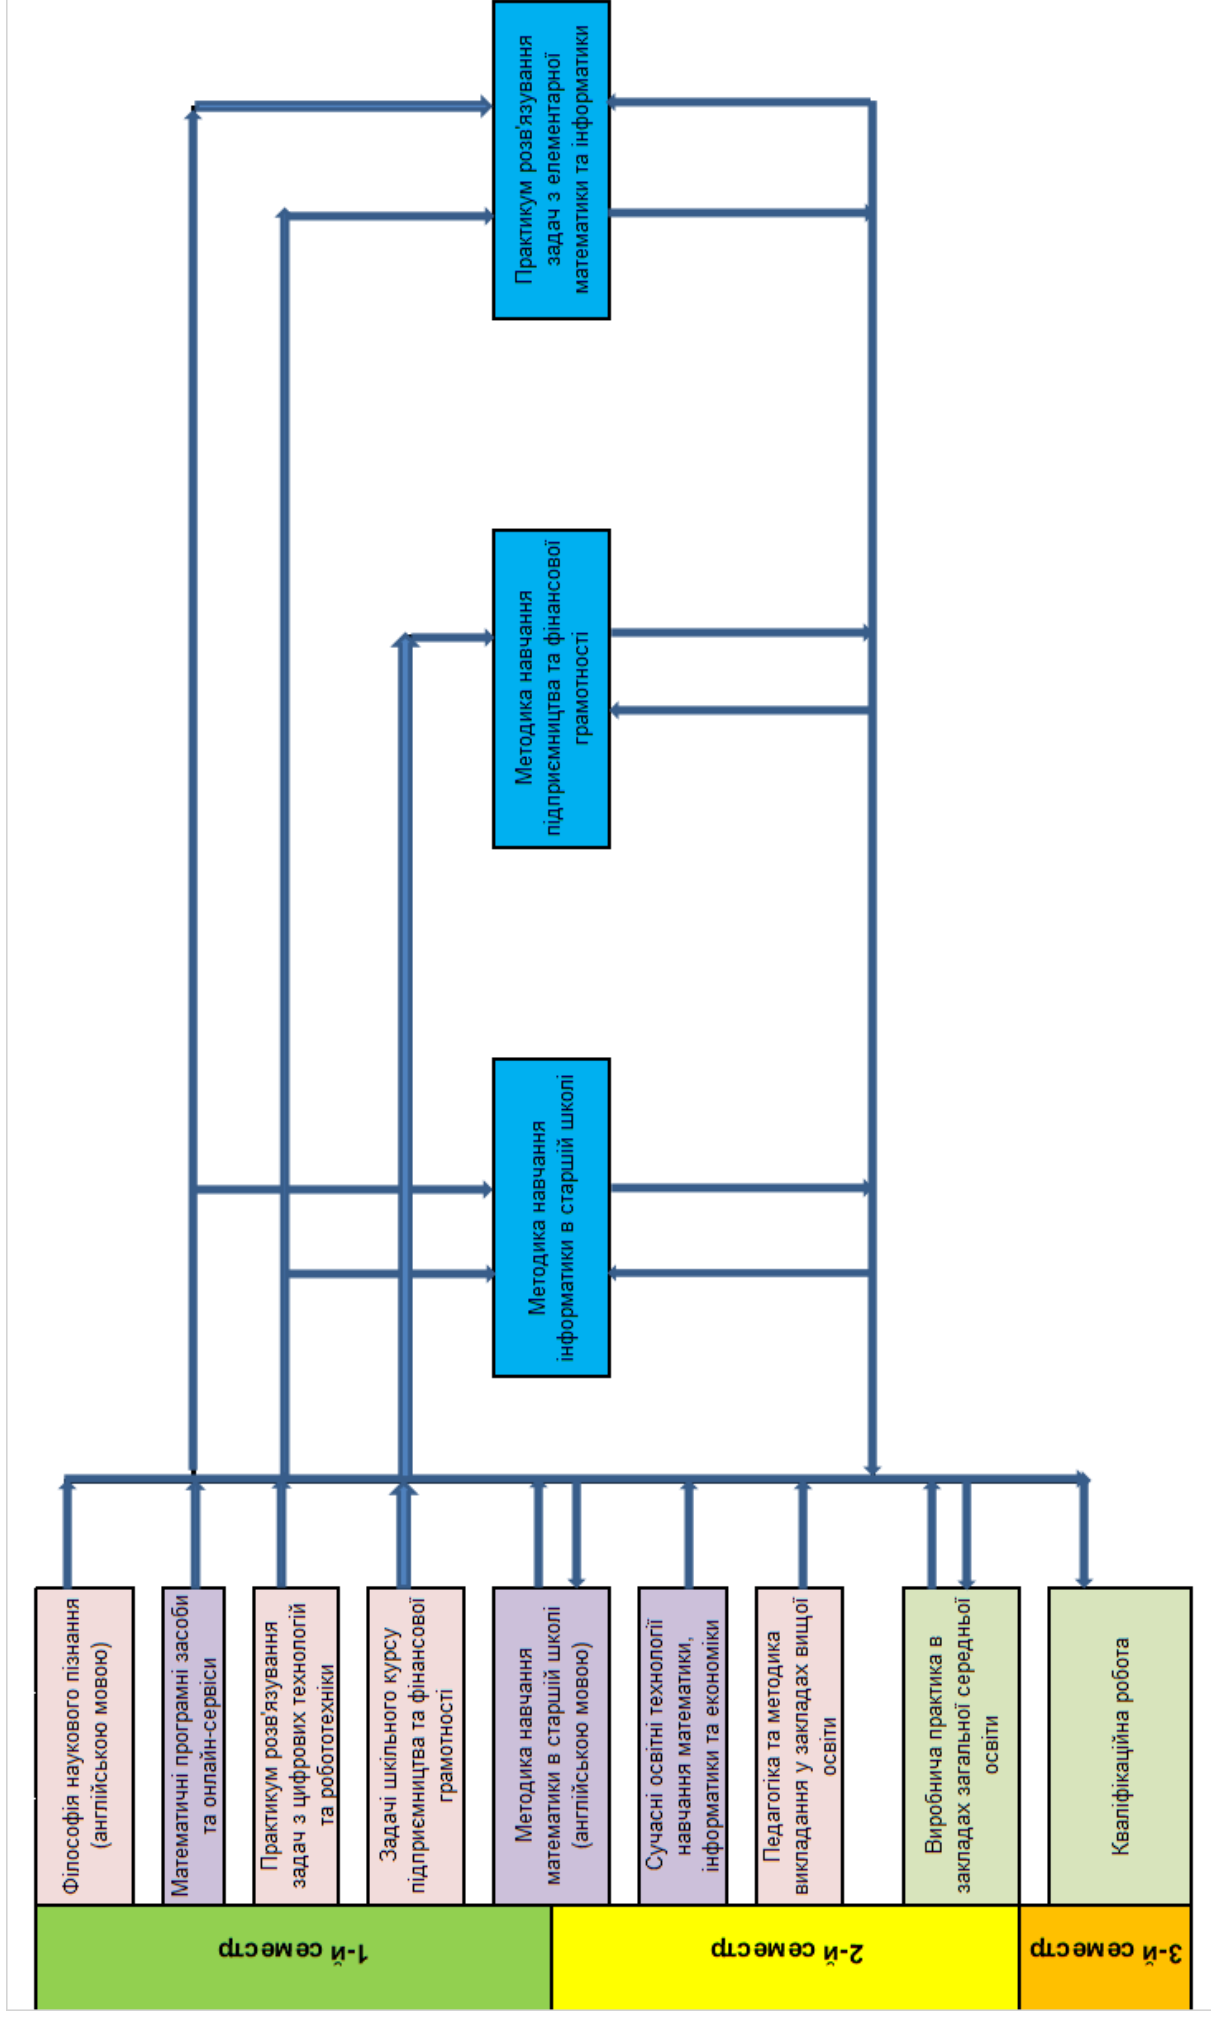 1-й семестр
Філософія наукового пізнання
(англійською мовою)
Математичні програмні засоби
та онлайн-сервіси
Практикум розв'язування
задач з цифрових технологій
та робототехніки
Задачі шкільного курсу
підприємництва та фінансової
грамотності
Методика навчання
математики в старшій школі
(англійською мовою)
2-й семестр
Сучасні освітні технології
навчання математики,
інформатики та економіки
Педагогіка та методика
викладання у закладах вищої
освіти
Виробнича практика в
закладах загальної середньої
освіти
3-й семестр
Кваліфікаційна робота
Методика навчання
інформатики в старшій школі
Методика навчання
підприємництва та фінансової
грамотності
Практикум розв'язування
задач з елементарної
математики та інформатики